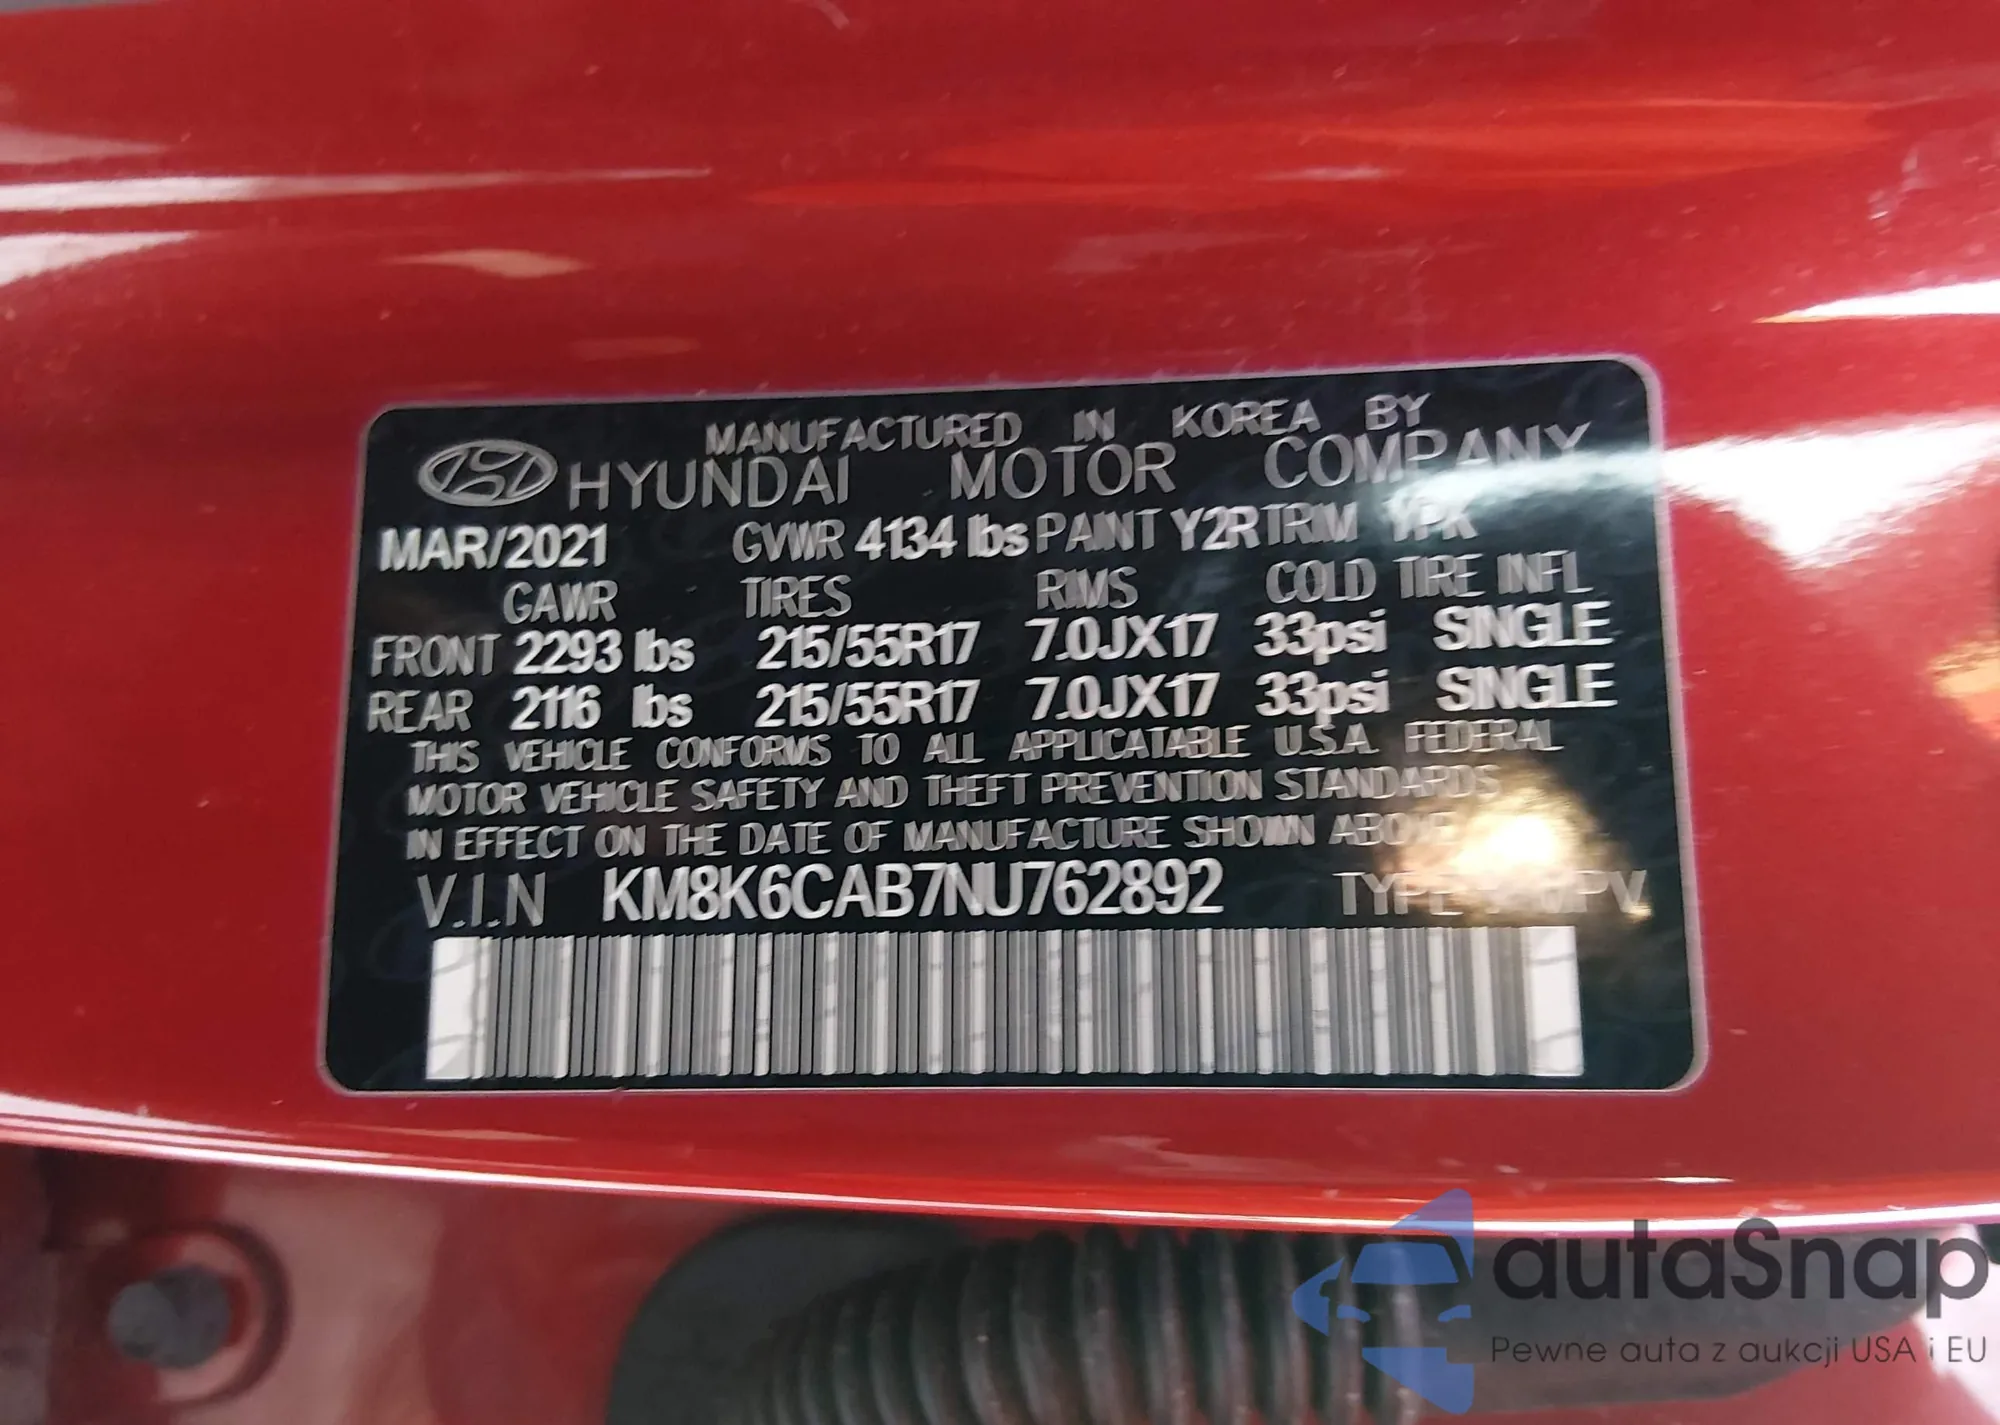 MANUFACTURED IN KOREA BY
HYUNDAI MOTOR COMPANY
MAR/2021 GVWR 4134 lbs PAINT Y2R TRIM YPK
GAWR TIRES RIMS COLD TIRE INFL
FRONT 2293 lbs 215/55R17 7.0JX17 33psi SINGLE
REAR 2116 lbs 215/55R17 7.0JX17 33psi SINGLE
THIS VEHICLE CONFORMS TO ALL APPLICATABLE U.S.A. FEDERAL
MOTOR VEHICLE SAFETY AND THEFT PREVENTION STANDARDS
IN EFFECT ON THE DATE OF MANUFACTURE SHOWN ABOVE
V.I.N KM8K6CAB7NU762892 TYPE MPV
autaSnap
Pewne auta z aukcji USA i EU